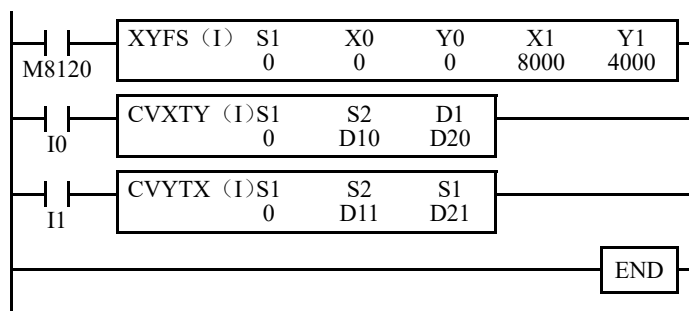 XYFS（I） S1 X0 Y0 X1 Y1
M8120 0 0 0 8000 4000
CVXTY（I）S1 S2 D1
I0 0 D10 D20
CVYTX（I）S1 S2 S1
I1 0 D11 D21
END